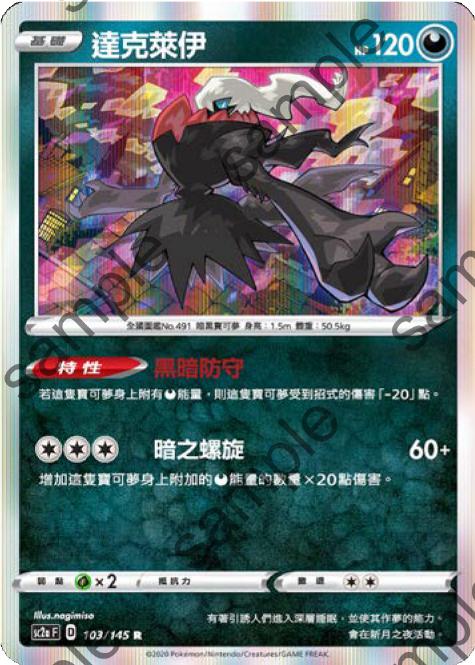 基礎 達克萊伊 HP 120
全國圖鑑No.491 暗黑寶可夢 身高：1.5m 體重：50.5kg
特性 黑暗防守
若這隻寶可夢身上附有能量，則這隻寶可夢受到招式的傷害「-20」點。
暗之螺旋 60+
增加這隻寶可夢身上附的能量的數量×20點傷害。
弱點 ×2 抵抗力 撤退
Illus.nagimiso
SC2a F D 103/145 R
有著引誘人們進入深層睡眠，並使其作夢的能力。
會在新月之夜活動。
©2020 Pokémon/Nintendo/Creatures/GAME FREAK.
sample
sample
sample
sample
sample
sample
sample